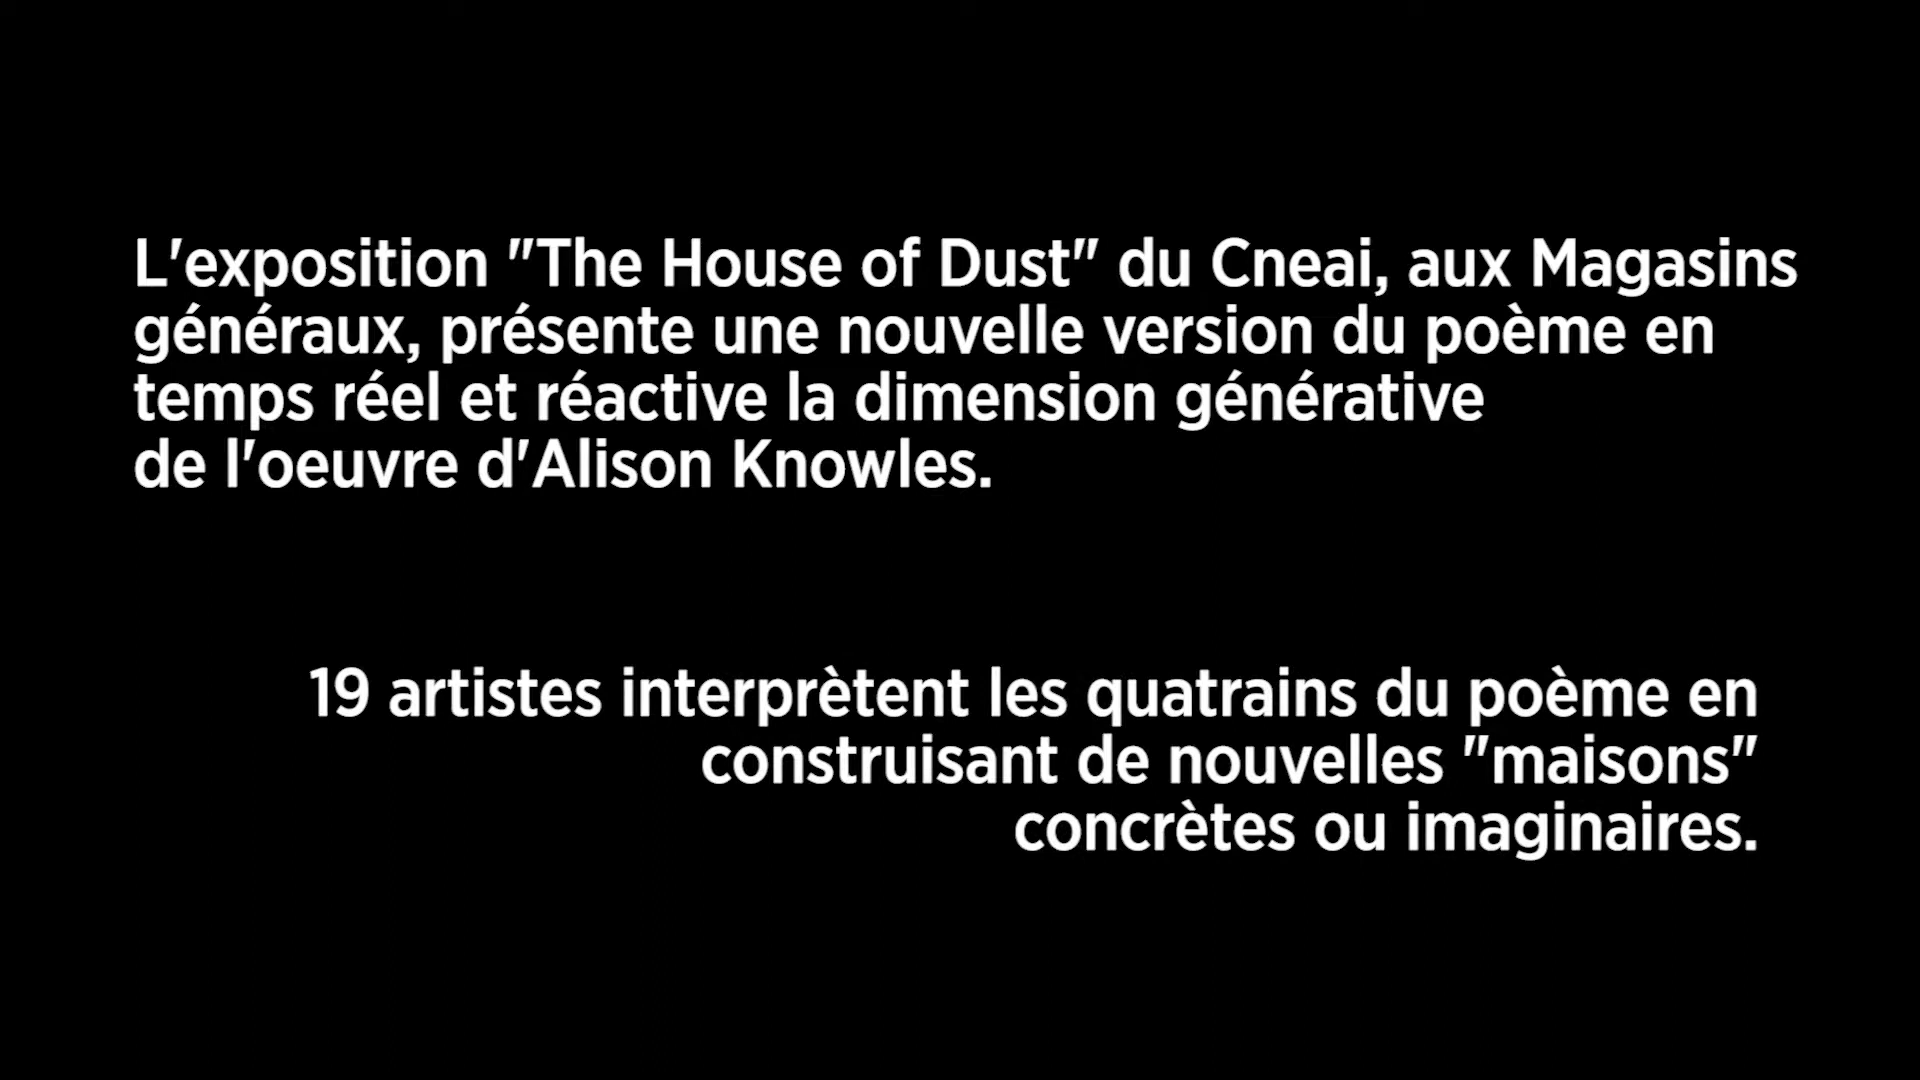 L'exposition "The House of Dust" du Cneai, aux Magasins
généraux, présente une nouvelle version du poème en
temps réel et réactive la dimension générative
de l'oeuvre d'Alison Knowles.
19 artistes interprètent les quatrains du poème en
construisant de nouvelles "maisons"
concrètes ou imaginaires.